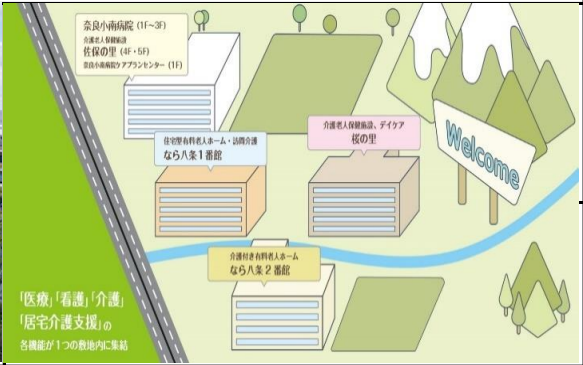 奈良小南病院（1F〜3F）
介護老人保健施設
佐保の里（4F・5F）
奈良小南病院ケアプランセンター（1F）
住宅型有料老人ホーム・訪問介護
なら八条1番館
介護老人保健施設、デイケア
桜の里
Welcome
介護付き有料老人ホーム
なら八条2番館
「医療」「看護」「介護」
「居宅介護支援」の
各機能が1つの敷地内に集結